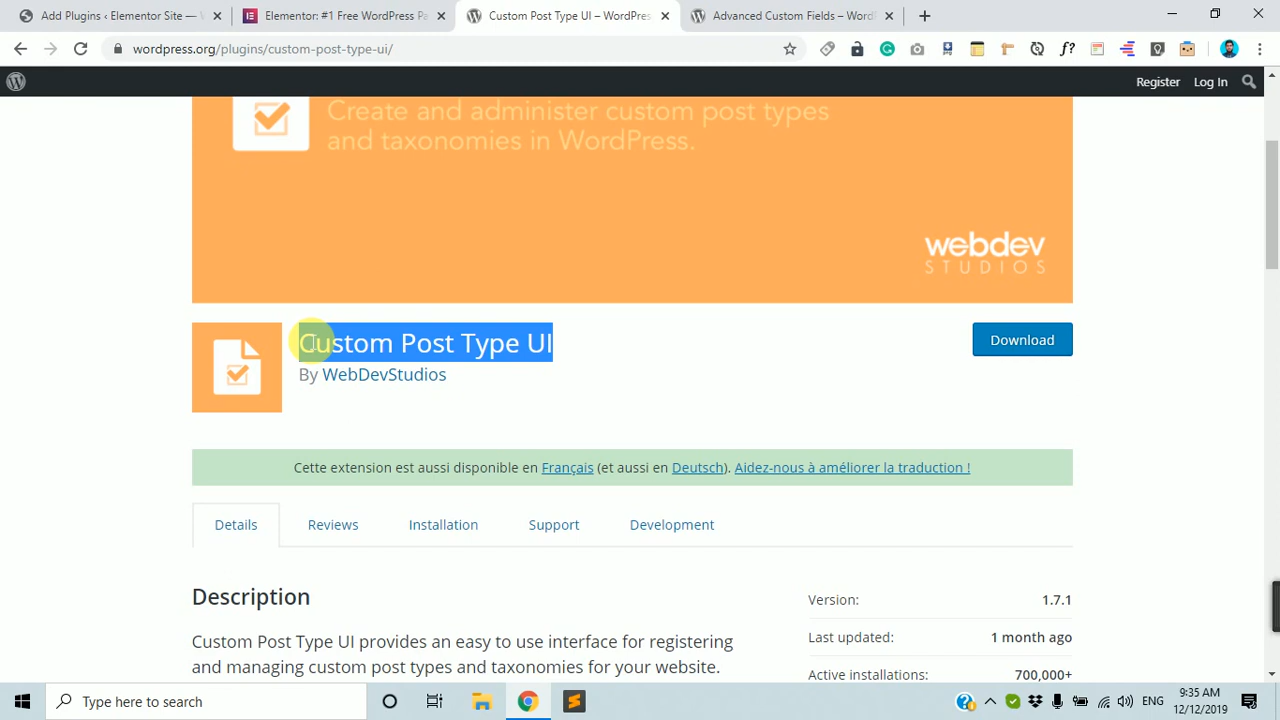 Add Plugins ‹ Elementor Site —
Elementor: #1 Free WordPress Pa
Custom Post Type UI – WordPres
Advanced Custom Fields – WordP
wordpress.org/plugins/custom-post-type-ui/
f?
Register
Log In
Create and administer custom post types
and taxonomies in WordPress.
webdev
STUDIOS
Custom Post Type UI
Download
By WebDevStudios
Cette extension est aussi disponible en Français (et aussi en Deutsch). Aidez-nous à améliorer la traduction !
Details
Reviews
Installation
Support
Development
Description
Version: 1.7.1
Custom Post Type UI provides an easy to use interface for registering
and managing custom post types and taxonomies for your website.
Last updated: 1 month ago
Active installations: 700,000+
Type here to search
ENG
9:35 AM
12/12/2019